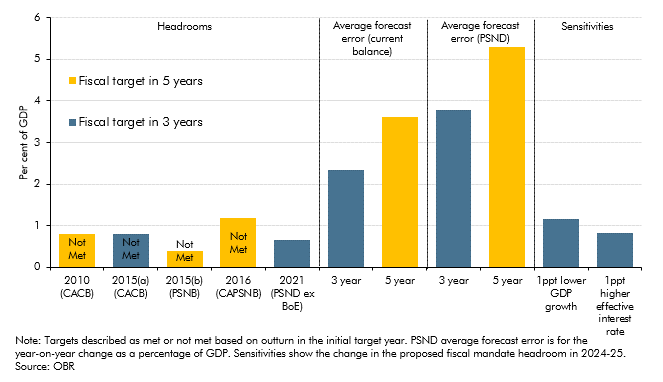 Headrooms
Average forecast
error (current
balance)
Average forecast
error (PSND)
Sensitivities
Fiscal target in 5 years
Fiscal target in 3 years
Per cent of GDP
6
5
4
3
2
1
0
Not
Met
Not
Met
Not
Met
Not
Met
2010
(CACB)
2015(a)
(CACB)
2015(b)
(PSNB)
2016
(CAPSNB)
2021
(PSND ex
BoE)
3 year
5 year
3 year
5 year
1ppt lower
GDP
growth
1ppt
higher
effective
interest
rate
Note: Targets described as met or not met based on outturn in the initial target year. PSND average forecast error is for the
year-on-year change as a percentage of GDP. Sensitivities show the change in the proposed fiscal mandate headroom in 2024-25.
Source: OBR